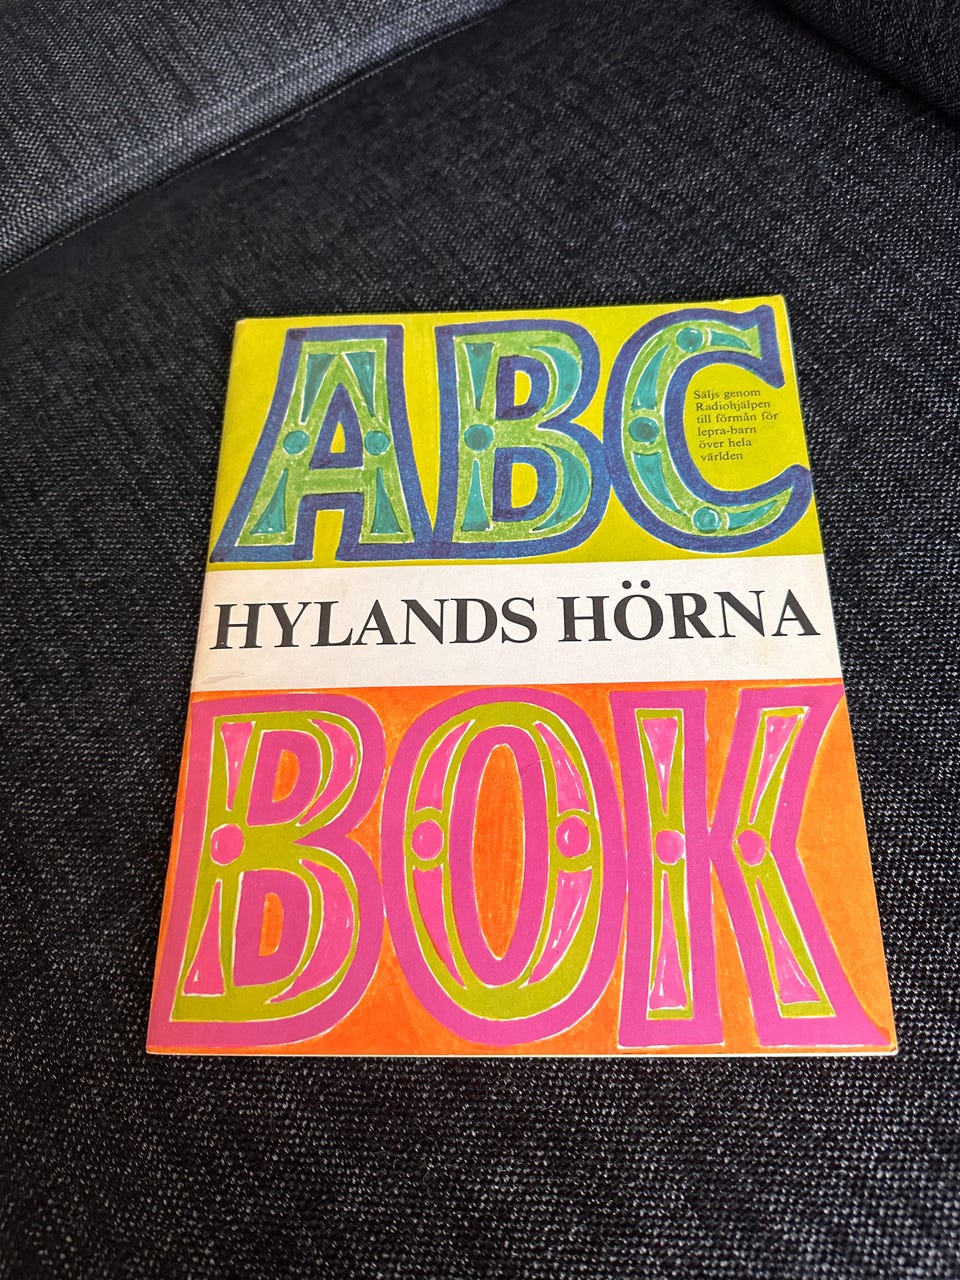 ABC
Säljs genom
Radiohjälpen
till förmån för
lepra-barn
över hela
världen
HYLANDS HÖRNA
BOK